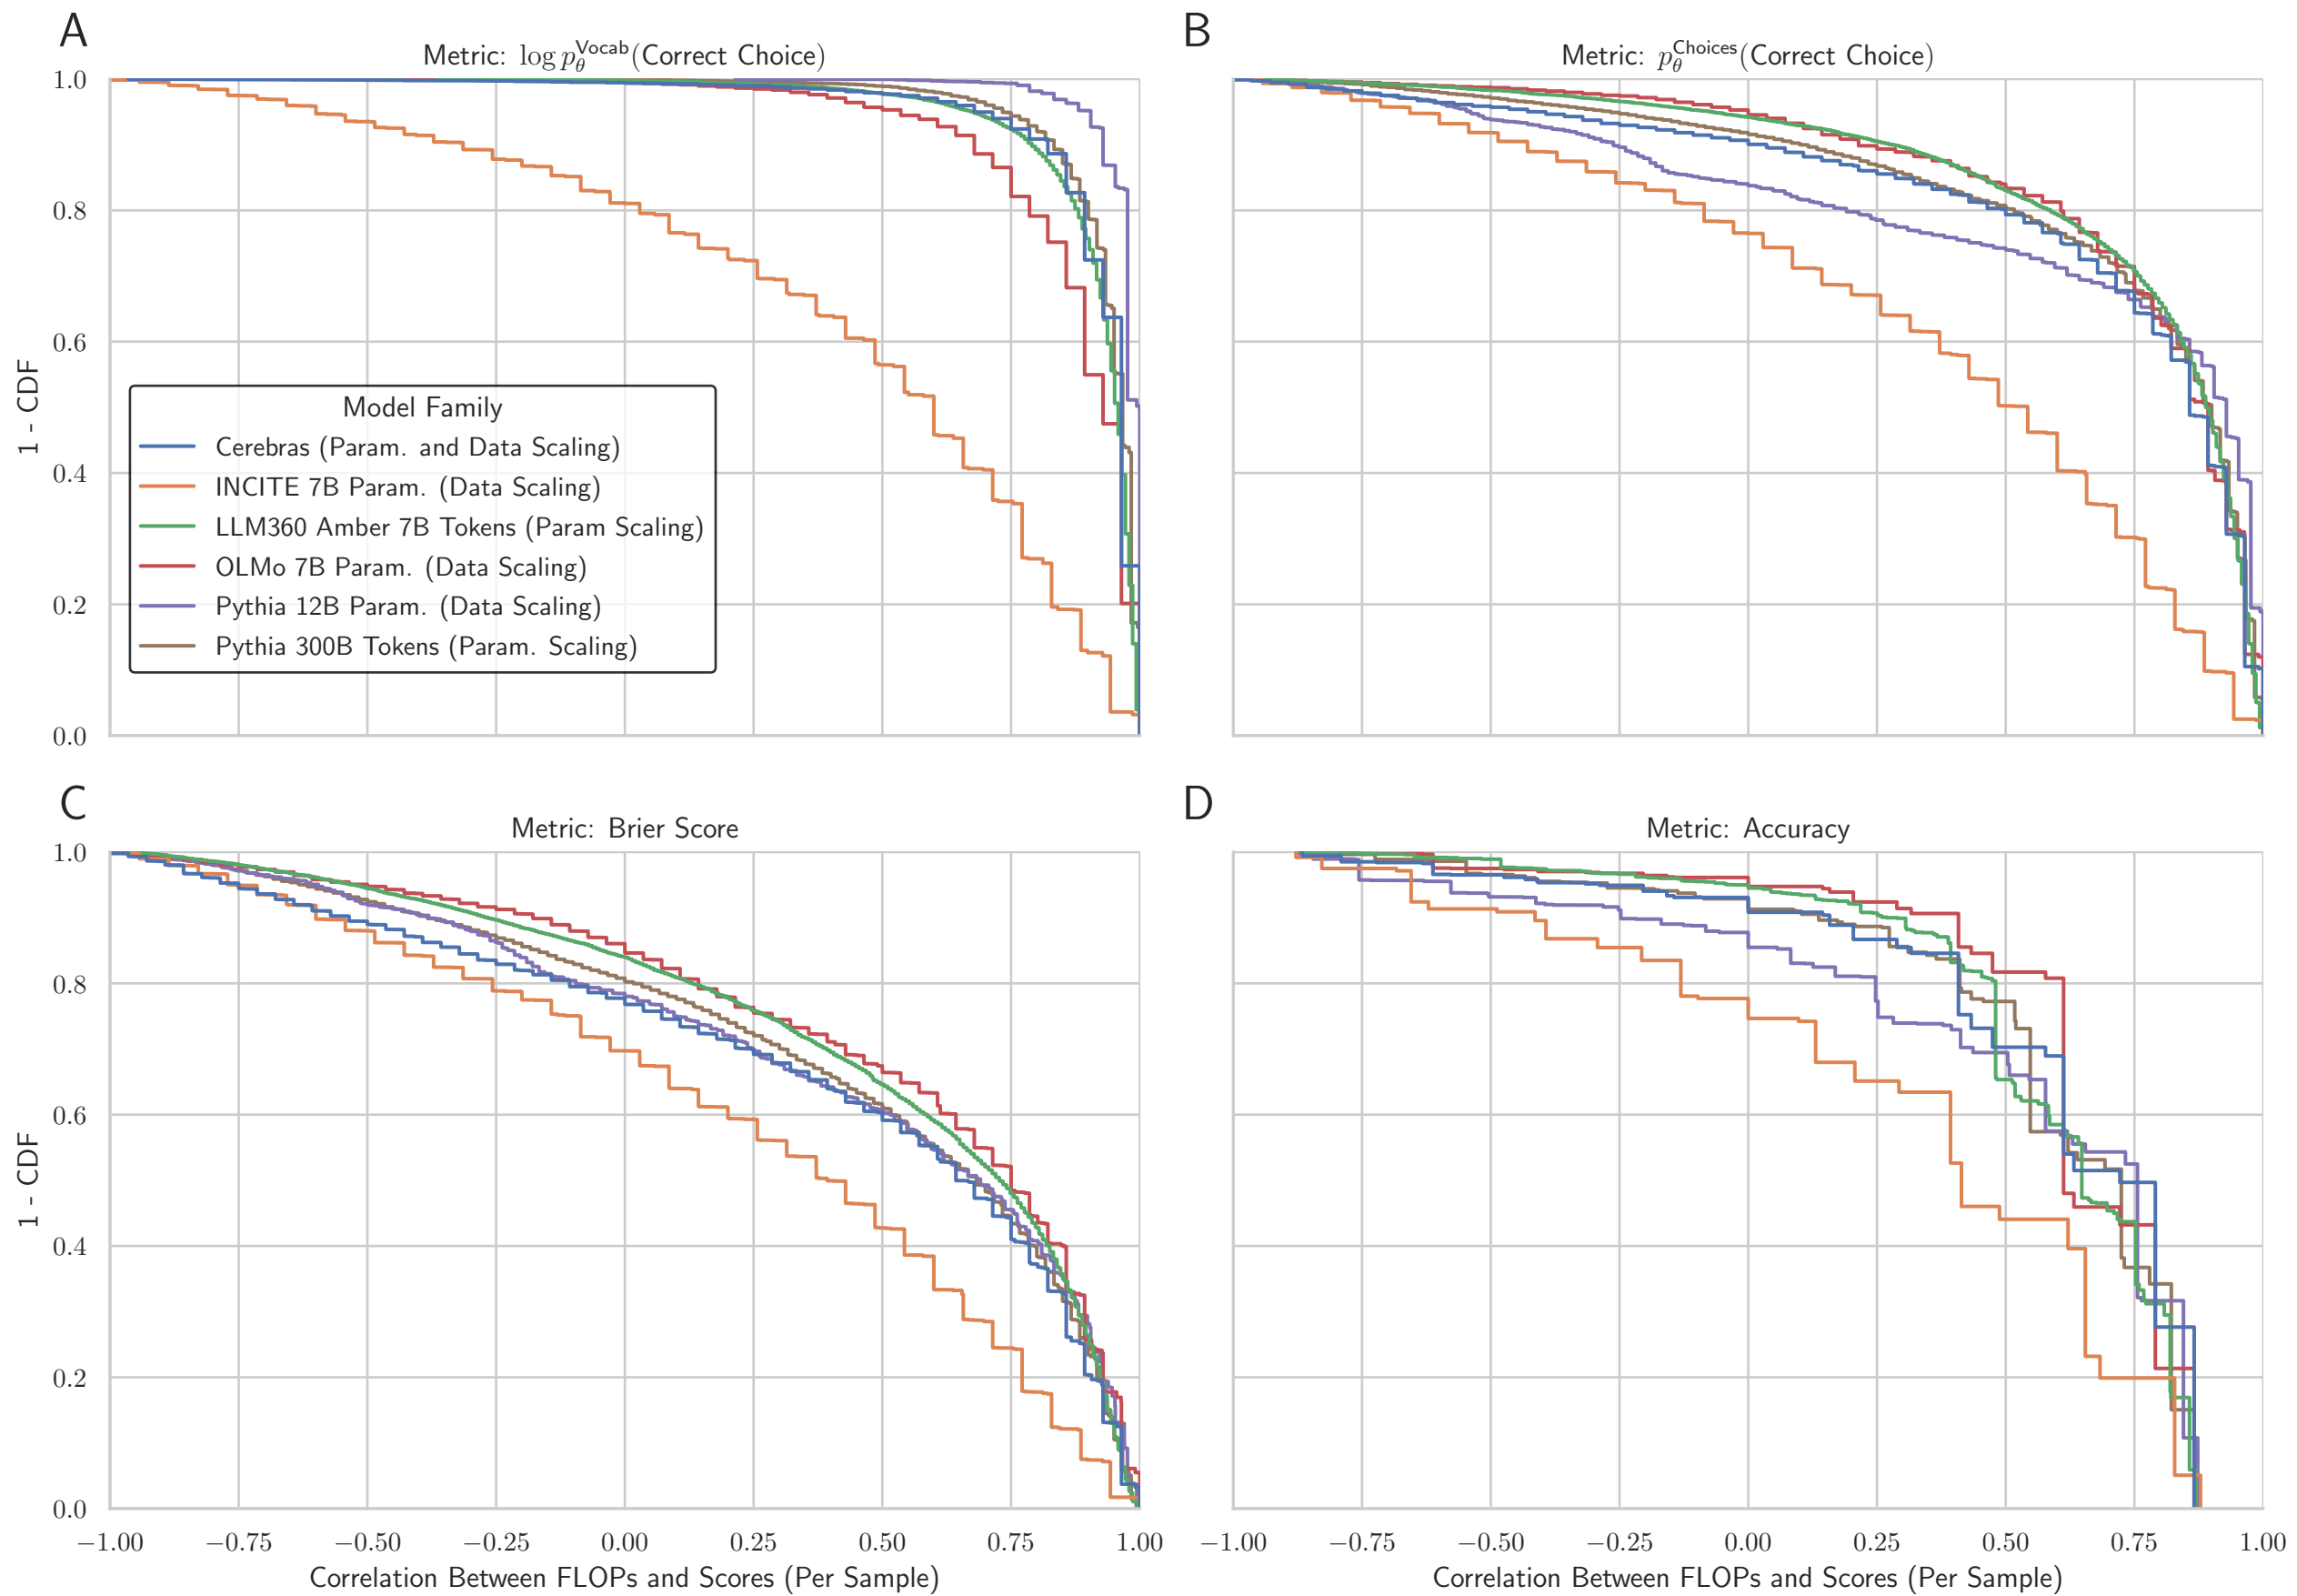 A
Metric: log p_θ^Vocab(Correct Choice)
B
Metric: p_θ^Choices(Correct Choice)
1.0
0.8
0.6
0.4
0.2
0.0
1 - CDF
Model Family
Cerebras (Param. and Data Scaling)
INCITE 7B Param. (Data Scaling)
LLM360 Amber 7B Tokens (Param Scaling)
OLMo 7B Param. (Data Scaling)
Pythia 12B Param. (Data Scaling)
Pythia 300B Tokens (Param. Scaling)
C
Metric: Brier Score
D
Metric: Accuracy
1.0
0.8
0.6
0.4
0.2
0.0
1 - CDF
−1.00 −0.75 −0.50 −0.25 0.00 0.25 0.50 0.75 1.00
Correlation Between FLOPs and Scores (Per Sample)
−1.00 −0.75 −0.50 −0.25 0.00 0.25 0.50 0.75 1.00
Correlation Between FLOPs and Scores (Per Sample)